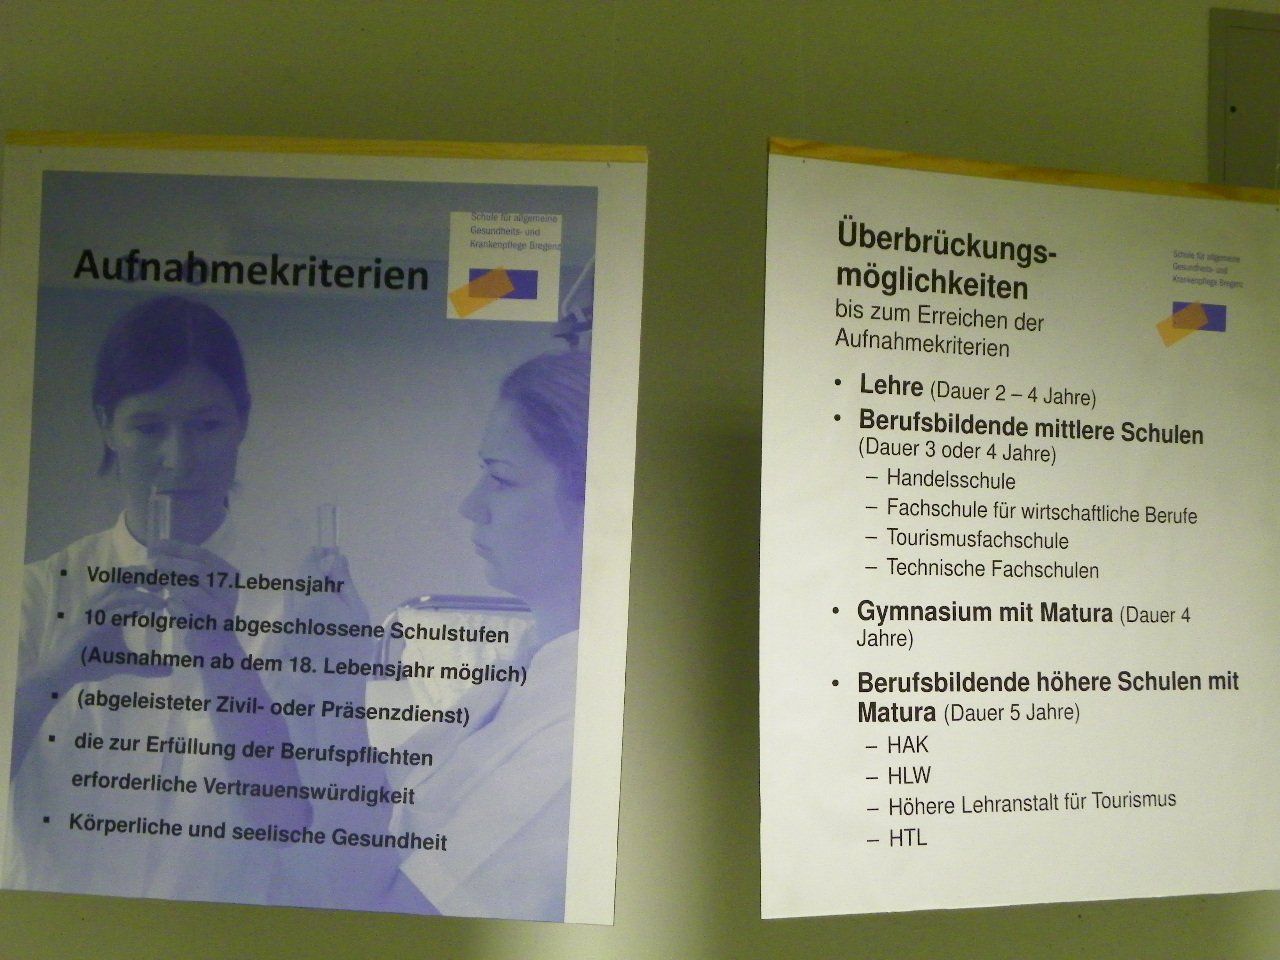 Aufnahmekriterien
Schule für allgemeine
Gesundheits- und
Krankenpflege Bregenz
▪ Vollendetes 17.Lebensjahr
▪ 10 erfolgreich abgeschlossene Schulstufen
(Ausnahmen ab dem 18. Lebensjahr möglich)
▪ (abgeleisteter Zivil- oder Präsenzdienst)
▪ die zur Erfüllung der Berufspflichten
erforderliche Vertrauenswürdigkeit
▪ Körperliche und seelische Gesundheit
Überbrückungs-
möglichkeiten
bis zum Erreichen der
Aufnahmekriterien
Schule für allgemeine
Gesundheits- und
Krankenpflege Bregenz
• Lehre (Dauer 2 – 4 Jahre)
• Berufsbildende mittlere Schulen
(Dauer 3 oder 4 Jahre)
– Handelsschule
– Fachschule für wirtschaftliche Berufe
– Tourismusfachschule
– Technische Fachschulen
• Gymnasium mit Matura (Dauer 4
Jahre)
• Berufsbildende höhere Schulen mit
Matura (Dauer 5 Jahre)
– HAK
– HLW
– Höhere Lehranstalt für Tourismus
– HTL